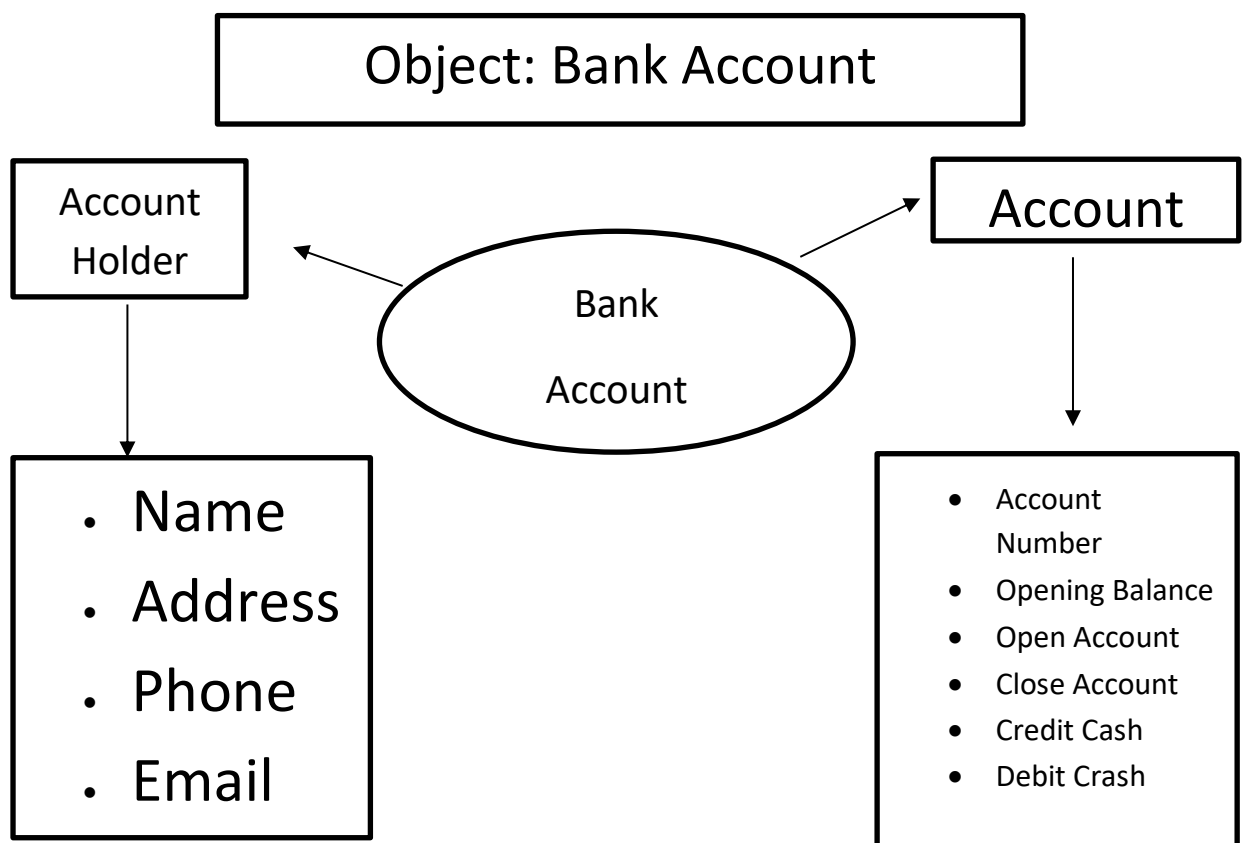 Object: Bank Account
Account
Holder
Account
Bank
Account
• Name
• Address
• Phone
• Email
• Account
Number
• Opening Balance
• Open Account
• Close Account
• Credit Cash
• Debit Crash